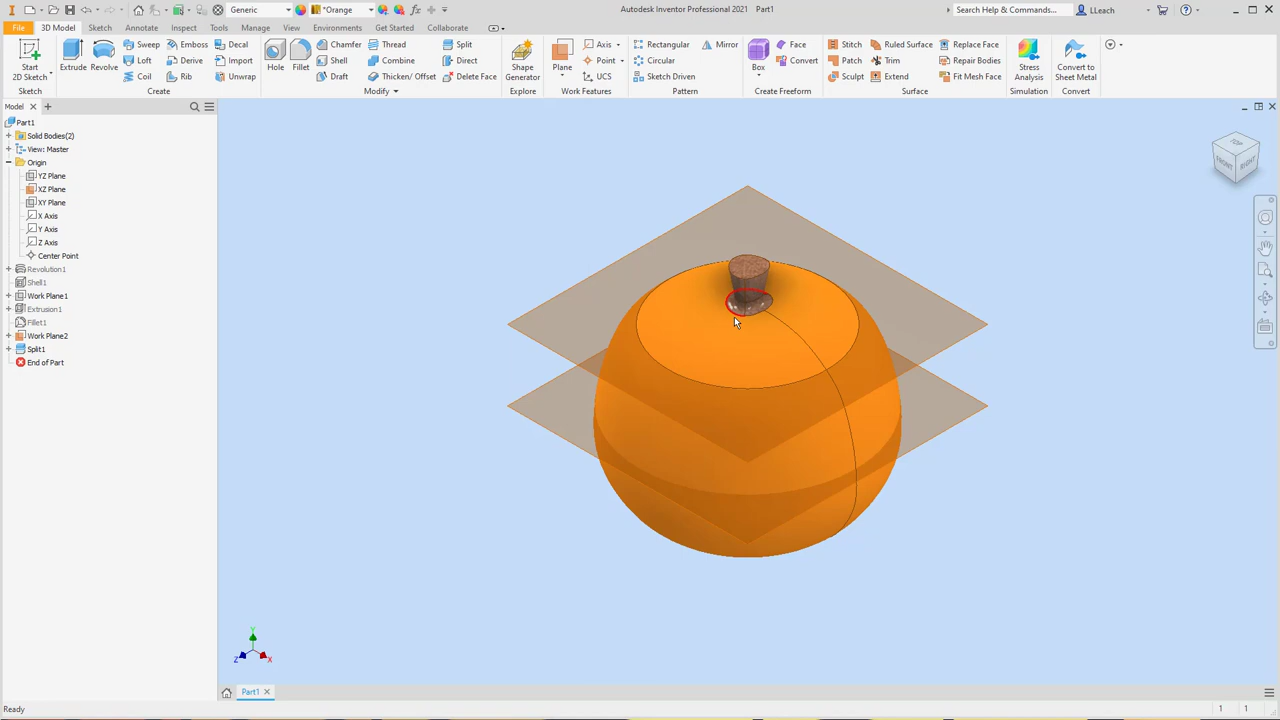 Generic
*Orange
Autodesk Inventor Professional 2021 Part1
Search Help & Commands...
LLeach
File 3D Model Sketch Annotate Inspect Tools Manage View Environments Get Started Collaborate
Start
2D Sketch
Extrude
Revolve
Sweep
Loft
Coil
Emboss
Derive
Rib
Decal
Import
Unwrap
Hole
Fillet
Chamfer
Shell
Draft
Thread
Combine
Thicken/ Offset
Split
Direct
Delete Face
Shape
Generator
Plane
Axis
Point
UCS
Rectangular
Circular
Sketch Driven
Mirror
Box
Face
Convert
Stitch
Patch
Sculpt
Ruled Surface
Trim
Extend
Replace Face
Repair Bodies
Fit Mesh Face
Stress
Analysis
Convert to
Sheet Metal
Sketch Create Modify Explore Work Features Pattern Create Freeform Surface Simulation Convert
Model
Part1
Solid Bodies(2)
View: Master
Origin
YZ Plane
XZ Plane
XY Plane
X Axis
Y Axis
Z Axis
Center Point
Revolution1
Shell1
Work Plane1
Extrusion1
Fillet1
Work Plane2
Split1
End of Part
TOP
FRONT
RIGHT
Y
Z
X
Part1
Ready
1 1